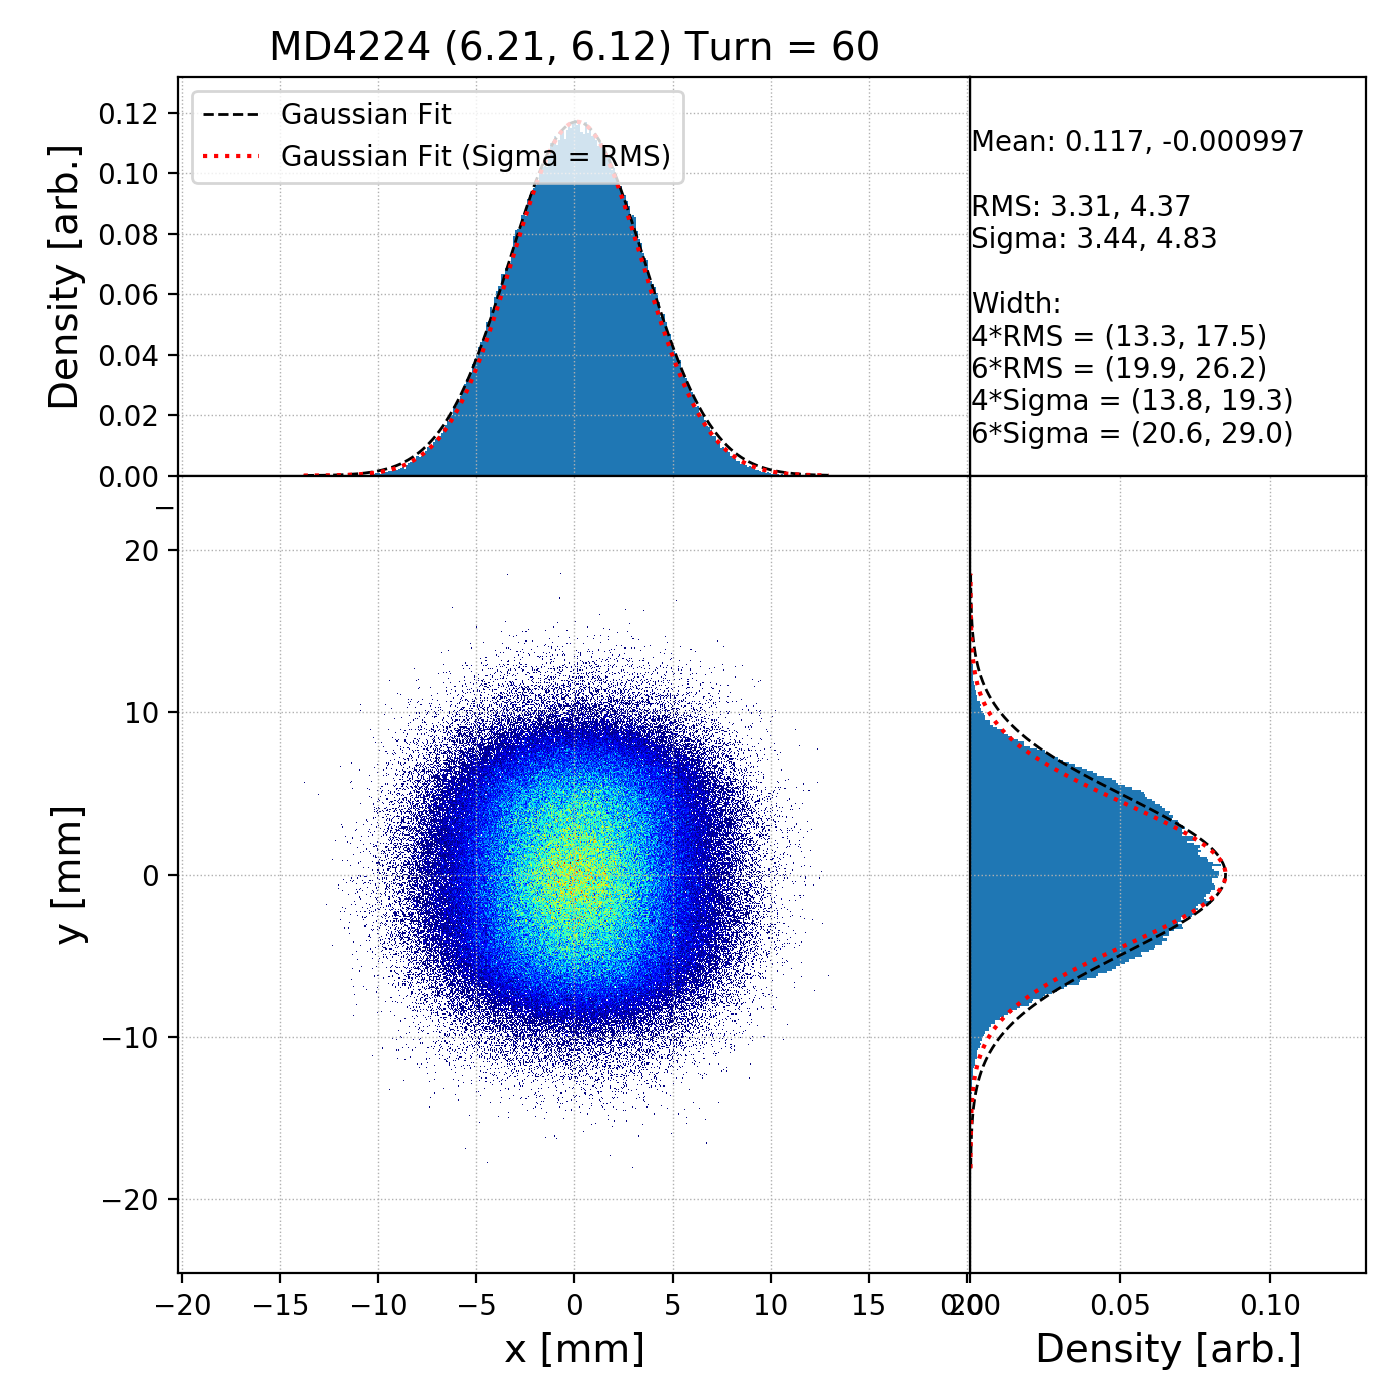 MD4224 (6.21, 6.12) Turn = 60
Gaussian Fit
Gaussian Fit (Sigma = RMS)
0.12
0.10
0.08
0.06
0.04
0.02
0.00
Density [arb.]
Mean: 0.117, -0.000997
RMS: 3.31, 4.37
Sigma: 3.44, 4.83
Width:
4*RMS = (13.3, 17.5)
6*RMS = (19.9, 26.2)
4*Sigma = (13.8, 19.3)
6*Sigma = (20.6, 29.0)
20
10
0
−10
−20
y [mm]
−20 −15 −10 −5 0 5 10 15 20
x [mm]
0.00 0.05 0.10
Density [arb.]